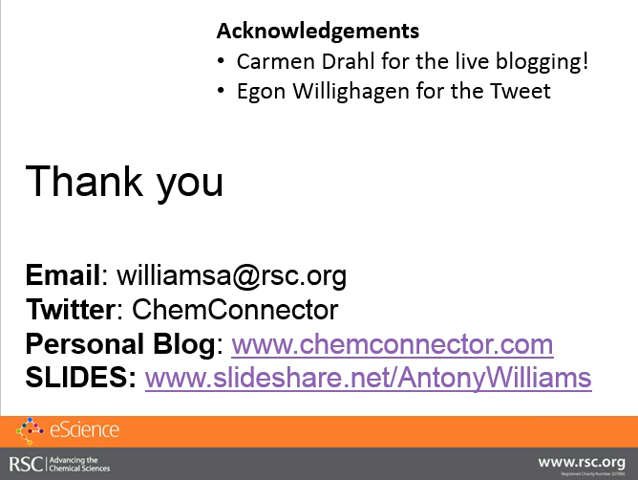 Acknowledgements
• Carmen Drahl for the live blogging!
• Egon Willighagen for the Tweet
Thank you
Email: williamsa@rsc.org
Twitter: ChemConnector
Personal Blog: www.chemconnector.com
SLIDES: www.slideshare.net/AntonyWilliams
eScience
RSC | Advancing the
Chemical Sciences
www.rsc.org
Registered Charity Number